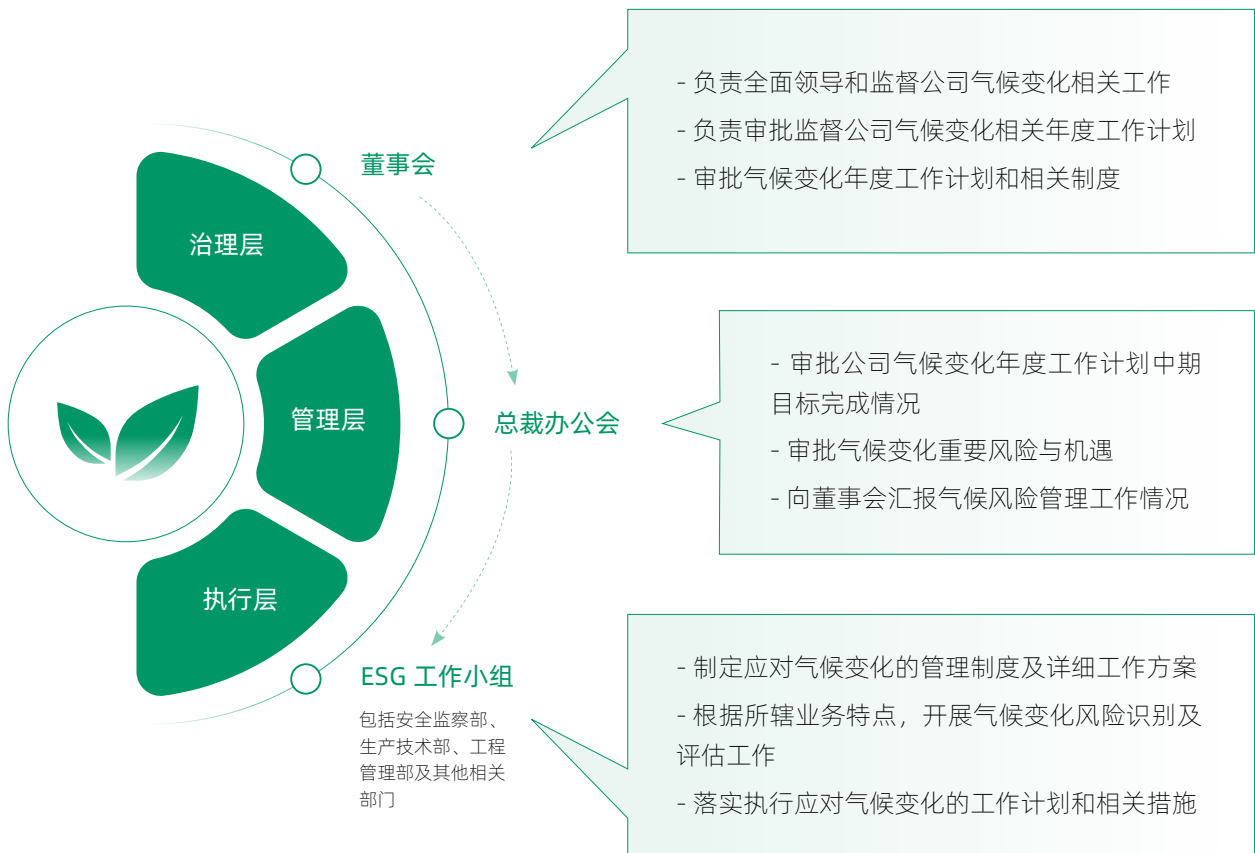 治理层
董事会
- 负责全面领导和监督公司气候变化相关工作
- 负责审批监督公司气候变化相关年度工作计划
- 审批气候变化年度工作计划和相关制度
管理层
总裁办公会
- 审批公司气候变化年度工作计划中期
目标完成情况
- 审批气候变化重要风险与机遇
- 向董事会汇报气候风险管理工作情况
执行层
ESG 工作小组
包括安全监察部、
生产技术部、工程
管理部及其他相关
部门
- 制定应对气候变化的管理制度及详细工作方案
- 根据所辖业务特点，开展气候变化风险识别及
评估工作
- 落实执行应对气候变化的工作计划和相关措施